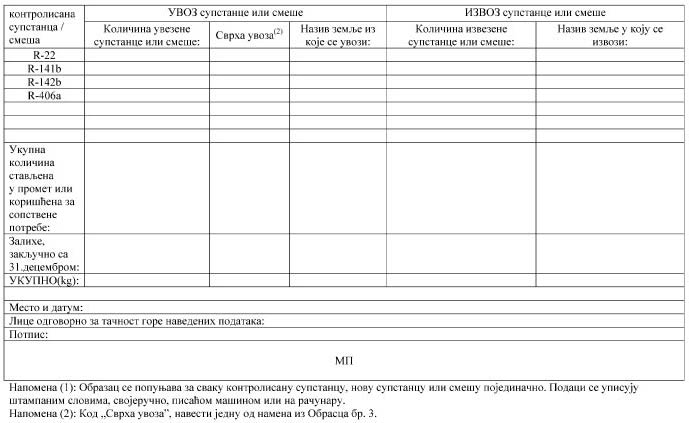 контролисана супстанца / смеша
УВОЗ супстанце или смеше
ИЗВОЗ супстанце или смеше
Количина увезене супстанце или смеше:
Сврха увоза(2)
Назив земље из које се увози:
Количина извезене супстанце или смеше:
Назив земље у коју се извози:
R-22
R-141b
R-142b
R-406a
Укупна
количина
стављена
у промет или
коришћена за
сопствене
потребе:
Залихе,
закључно са
31.децембром:
УКУПНО(kg):
Место и датум:
Лице одговорно за тачност горе наведених података:
Потпис:
МП
Напомена (1): Образац се попуњава за сваку контролисану супстанцу, нову супстанцу или смешу појединачно. Подаци се уписују
штампаним словима, својеручно, писаћом машином или на рачунару.
Напомена (2): Код „Сврха увоза”, навести једну од намена из Обрасца бр. 3.